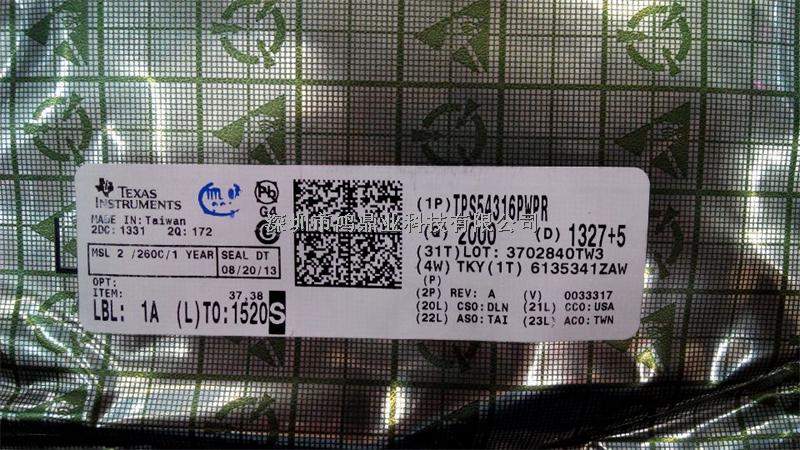 TEXAS
INSTRUMENTS
MADE IN: Taiwan
2DC: 1331 2Q: 172
MSL 2 /260C/1 YEAR
SEAL DT
08/20/13
OPT:
ITEM: 37,38
LBL: 1A (L)TO:1520S
Pb
G4
(1P)TPS54316PWPR
(Q) 2000 (D) 1327+5
(31T)LOT: 3702840TW3
(4W) TKY(1T) 6135341ZAW
(P)
(2P) REV: A (V) 0033317
(20L) CSO:DLN (21L) CCO:USA
(22L) ASO:TAI (23L) ACO:TWN
深圳市鸿鼎业科技有限公司